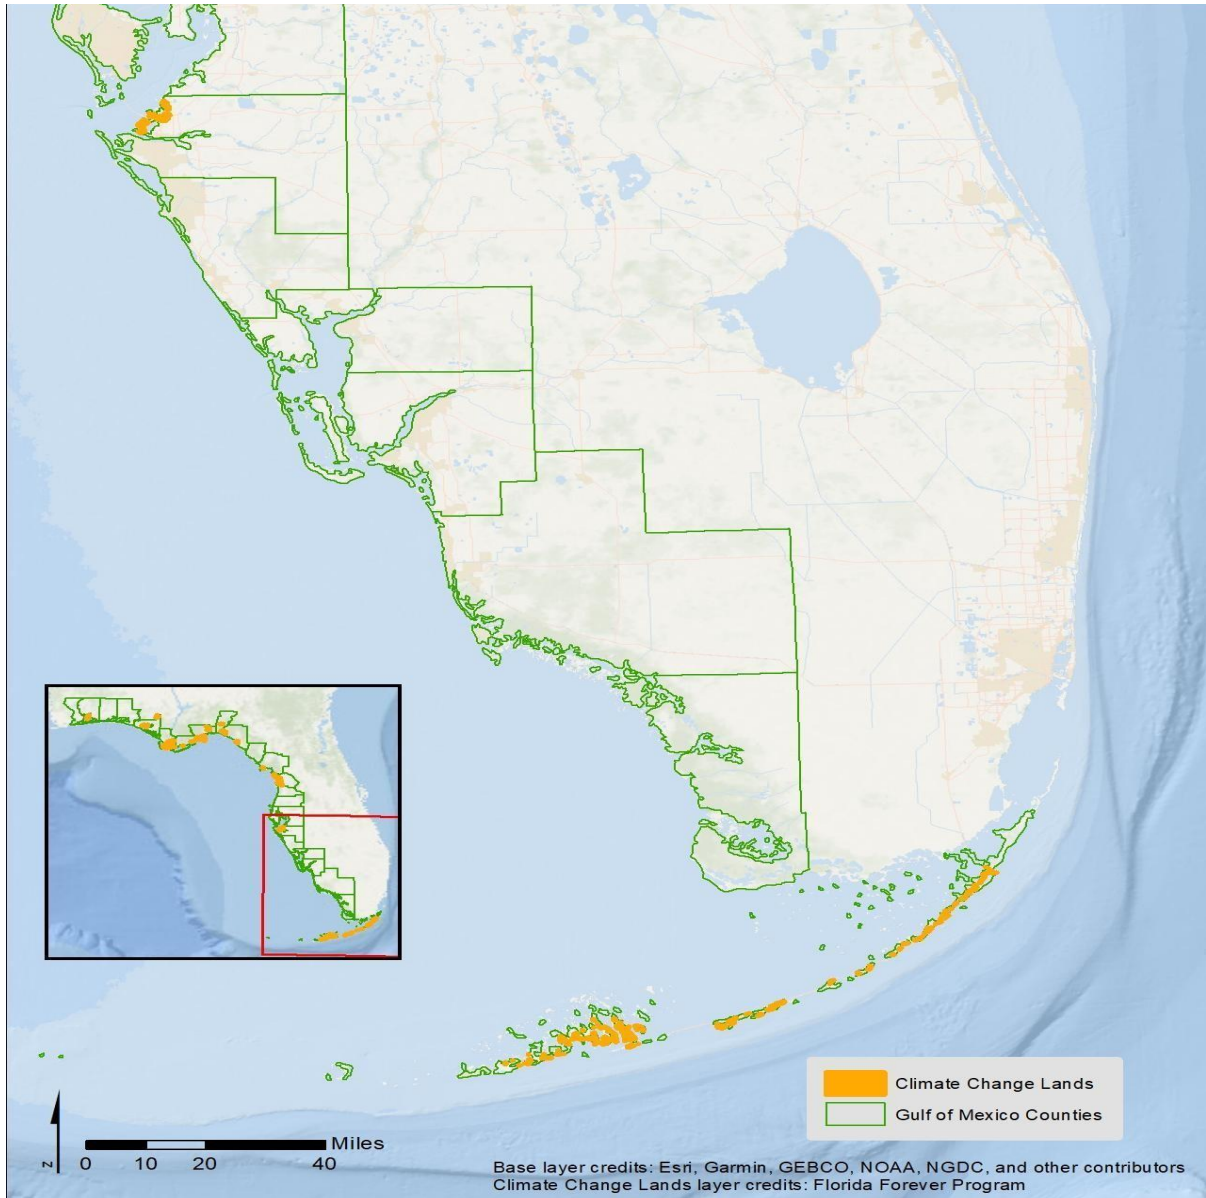 Climate Change Lands
Gulf of Mexico Counties
Miles
0 10 20 40
N
Base layer credits: Esri, Garmin, GEBCO, NOAA, NGDC, and other contributors
Climate Change Lands layer credits: Florida Forever Program